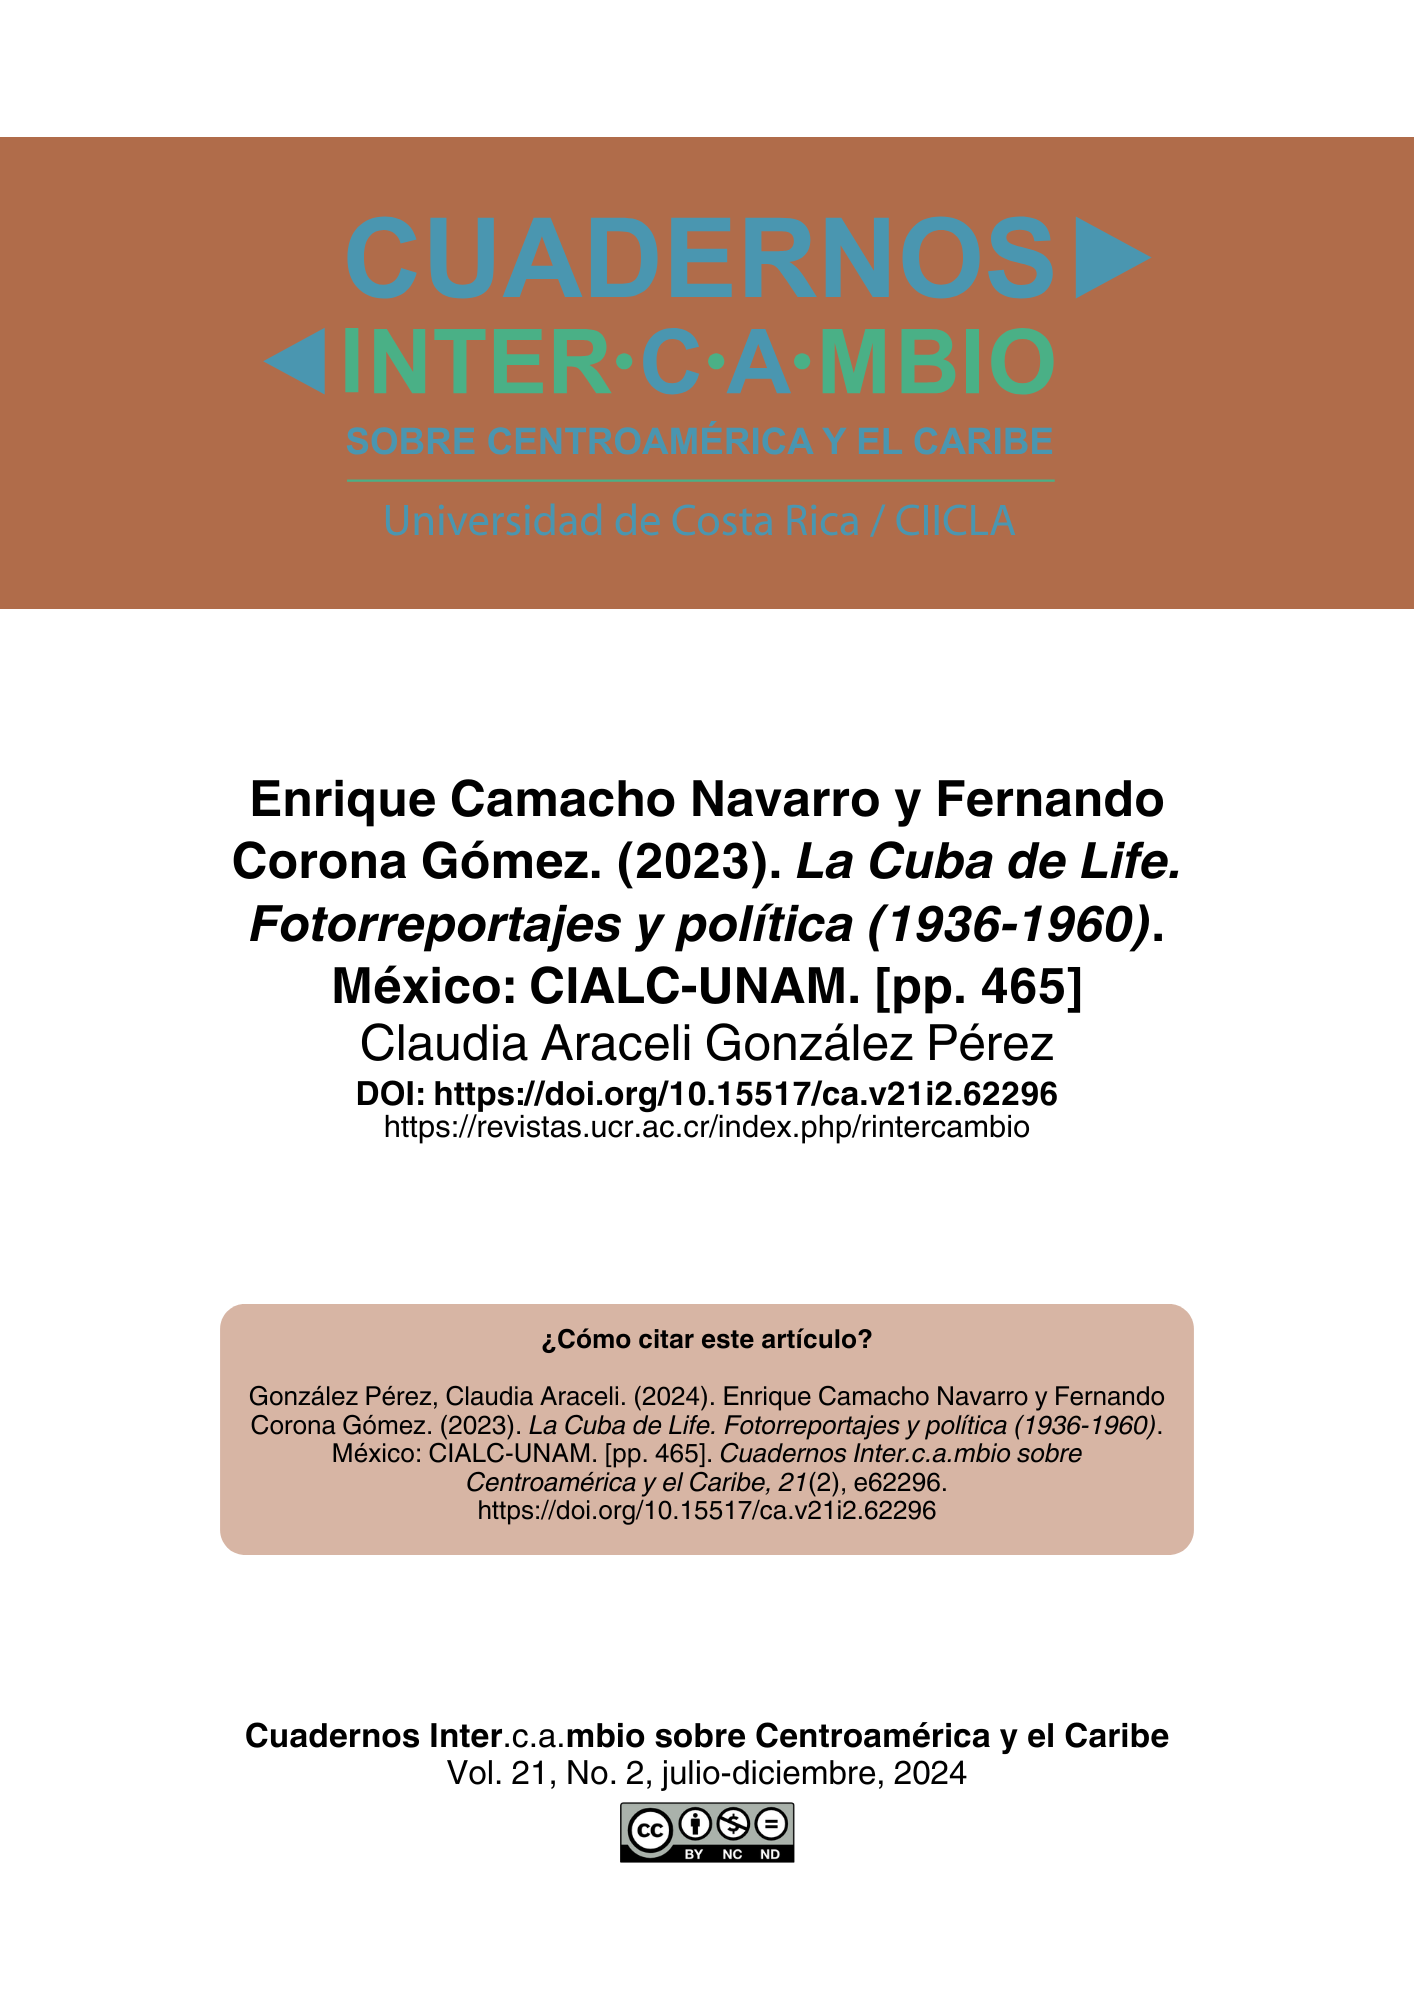 CUADERNOS
INTER·C·A·MBIO
SOBRE CENTROAMÉRICA Y EL CARIBE
Universidad de Costa Rica / CIICLA
Enrique Camacho Navarro y Fernando
Corona Gómez. (2023). La Cuba de Life.
Fotorreportajes y política (1936-1960).
México: CIALC-UNAM. [pp. 465]
Claudia Araceli González Pérez
DOI: https://doi.org/10.15517/ca.v21i2.62296
https://revistas.ucr.ac.cr/index.php/rintercambio
¿Cómo citar este artículo?
González Pérez, Claudia Araceli. (2024). Enrique Camacho Navarro y Fernando
Corona Gómez. (2023). La Cuba de Life. Fotorreportajes y política (1936-1960).
México: CIALC-UNAM. [pp. 465]. Cuadernos Inter.c.a.mbio sobre
Centroamérica y el Caribe, 21(2), e62296.
https://doi.org/10.15517/ca.v21i2.62296
Cuadernos Inter.c.a.mbio sobre Centroamérica y el Caribe
Vol. 21, No. 2, julio-diciembre, 2024
cc
BY NC ND